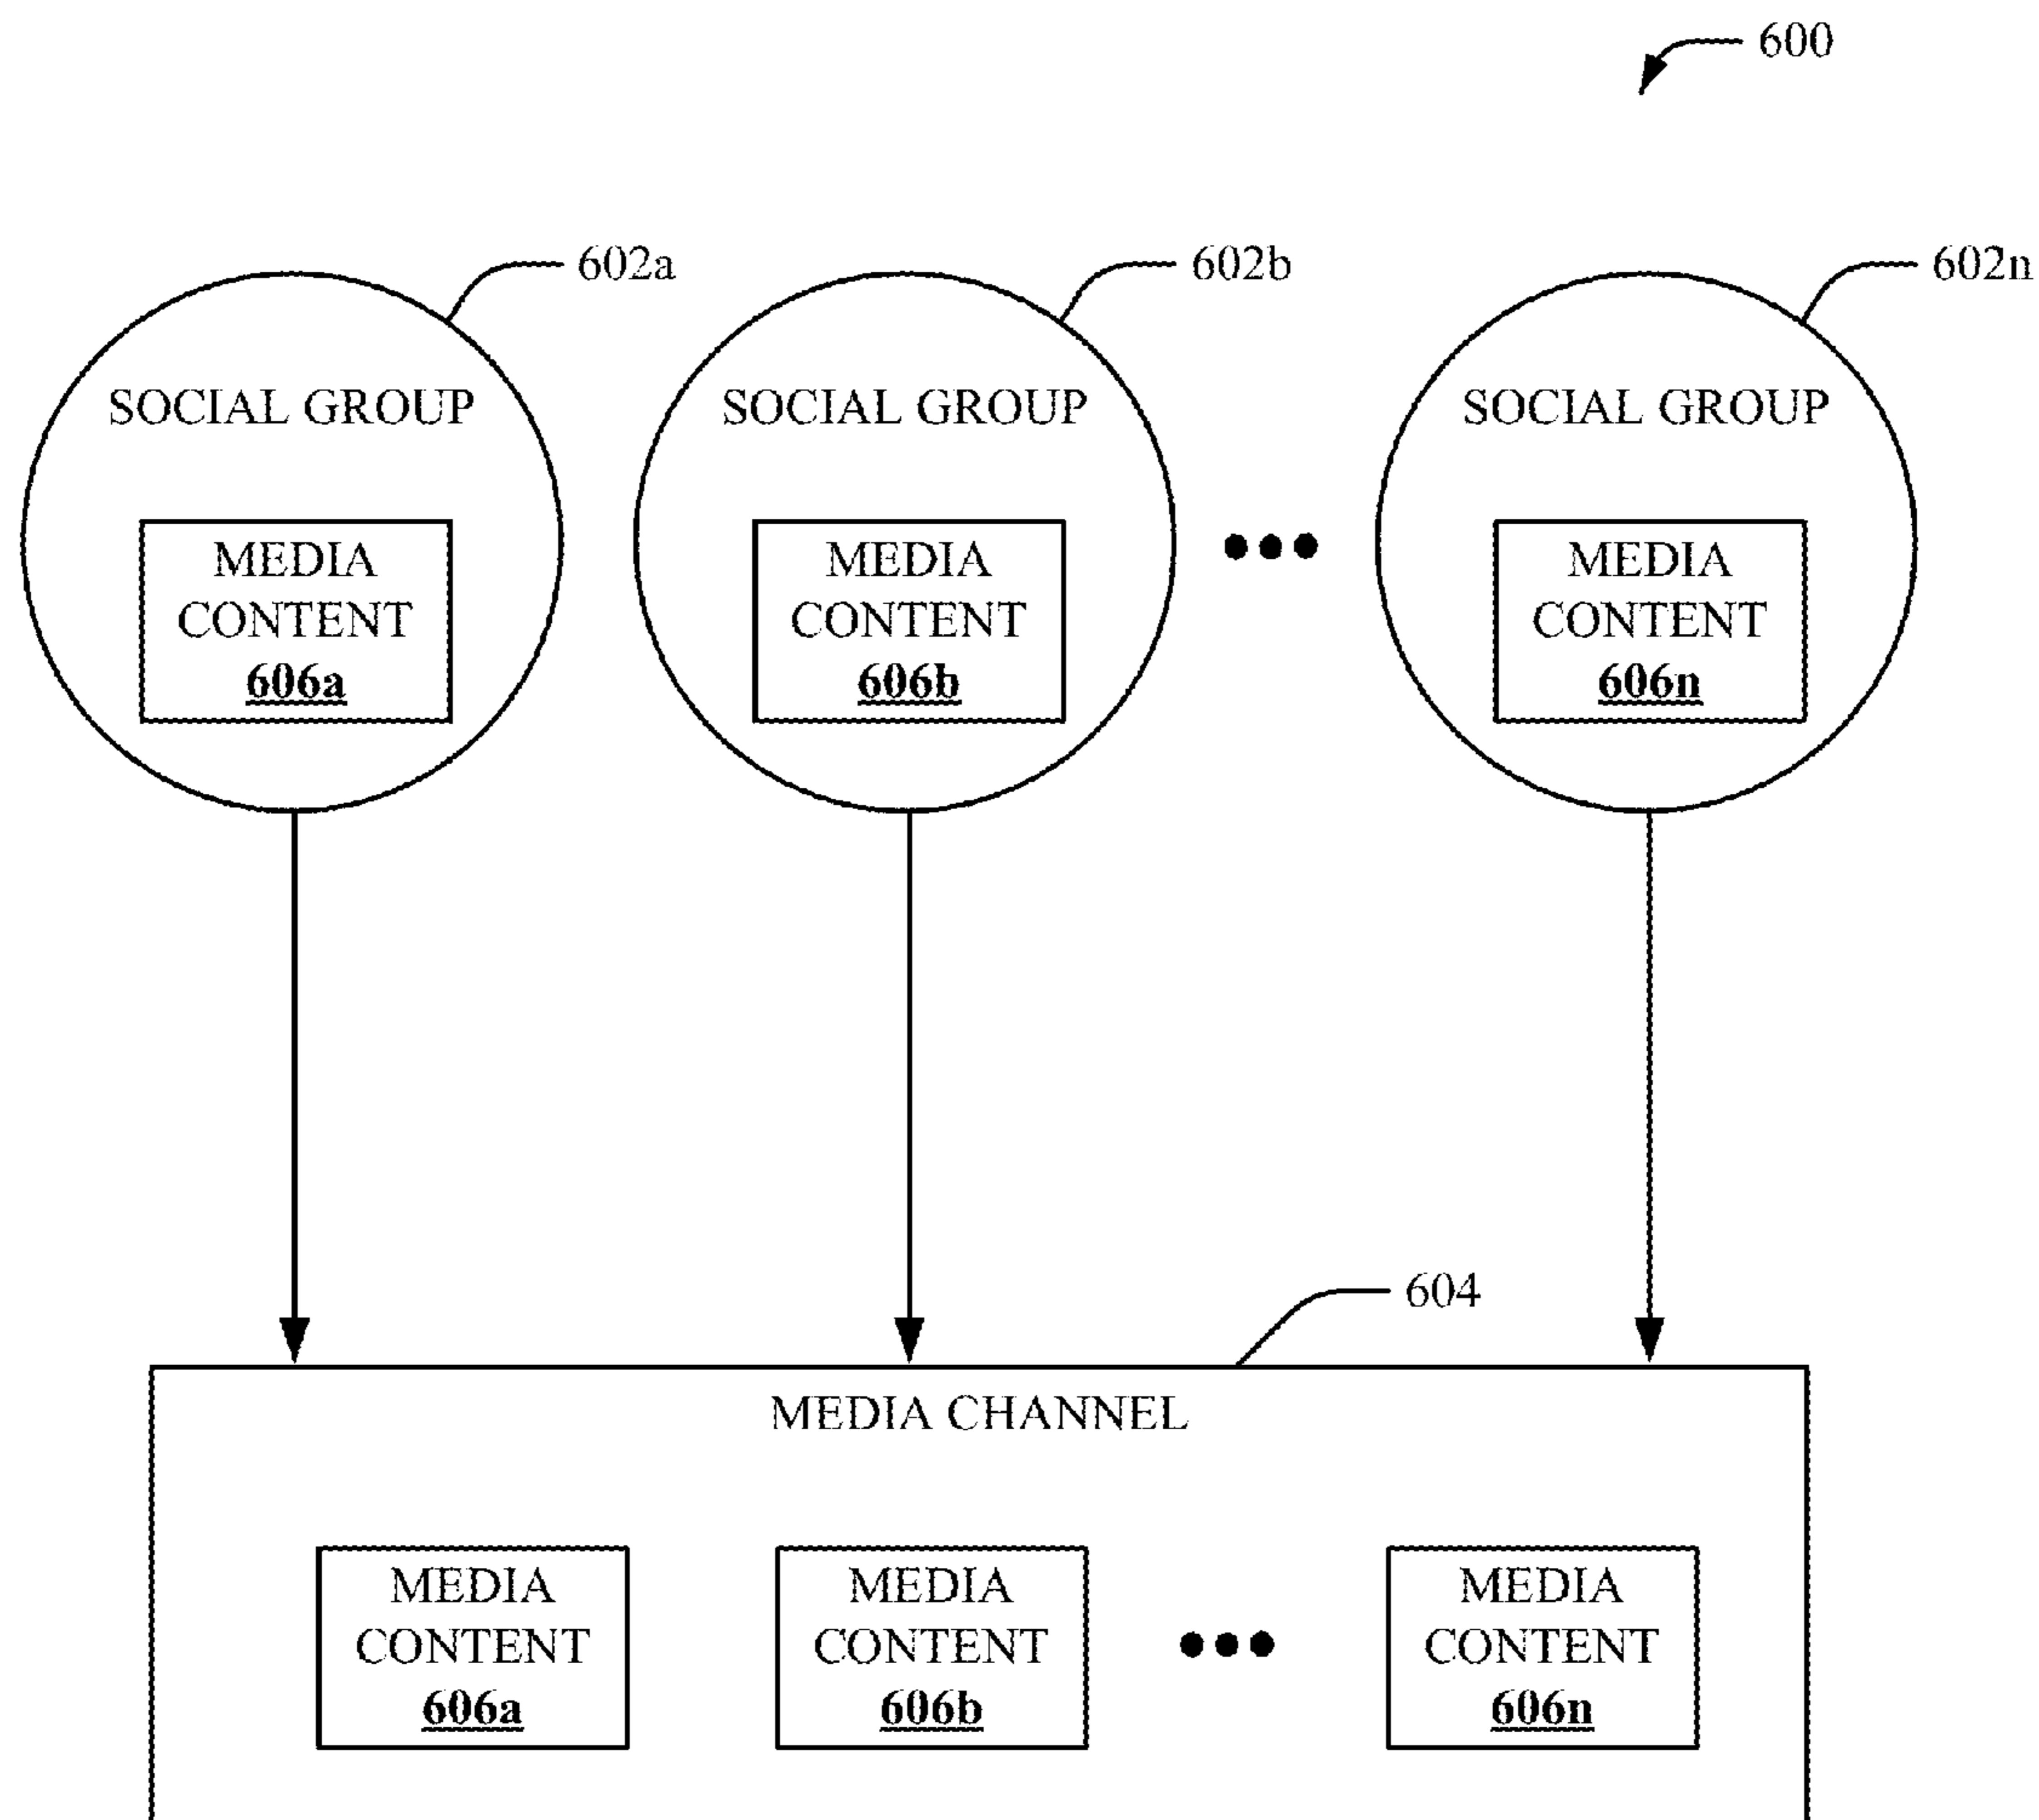 600
602a
602b
602n
SOCIAL GROUP
SOCIAL GROUP
SOCIAL GROUP
MEDIA
CONTENT
606a
MEDIA
CONTENT
606b
MEDIA
CONTENT
606n
604
MEDIA CHANNEL
MEDIA
CONTENT
606a
MEDIA
CONTENT
606b
MEDIA
CONTENT
606n